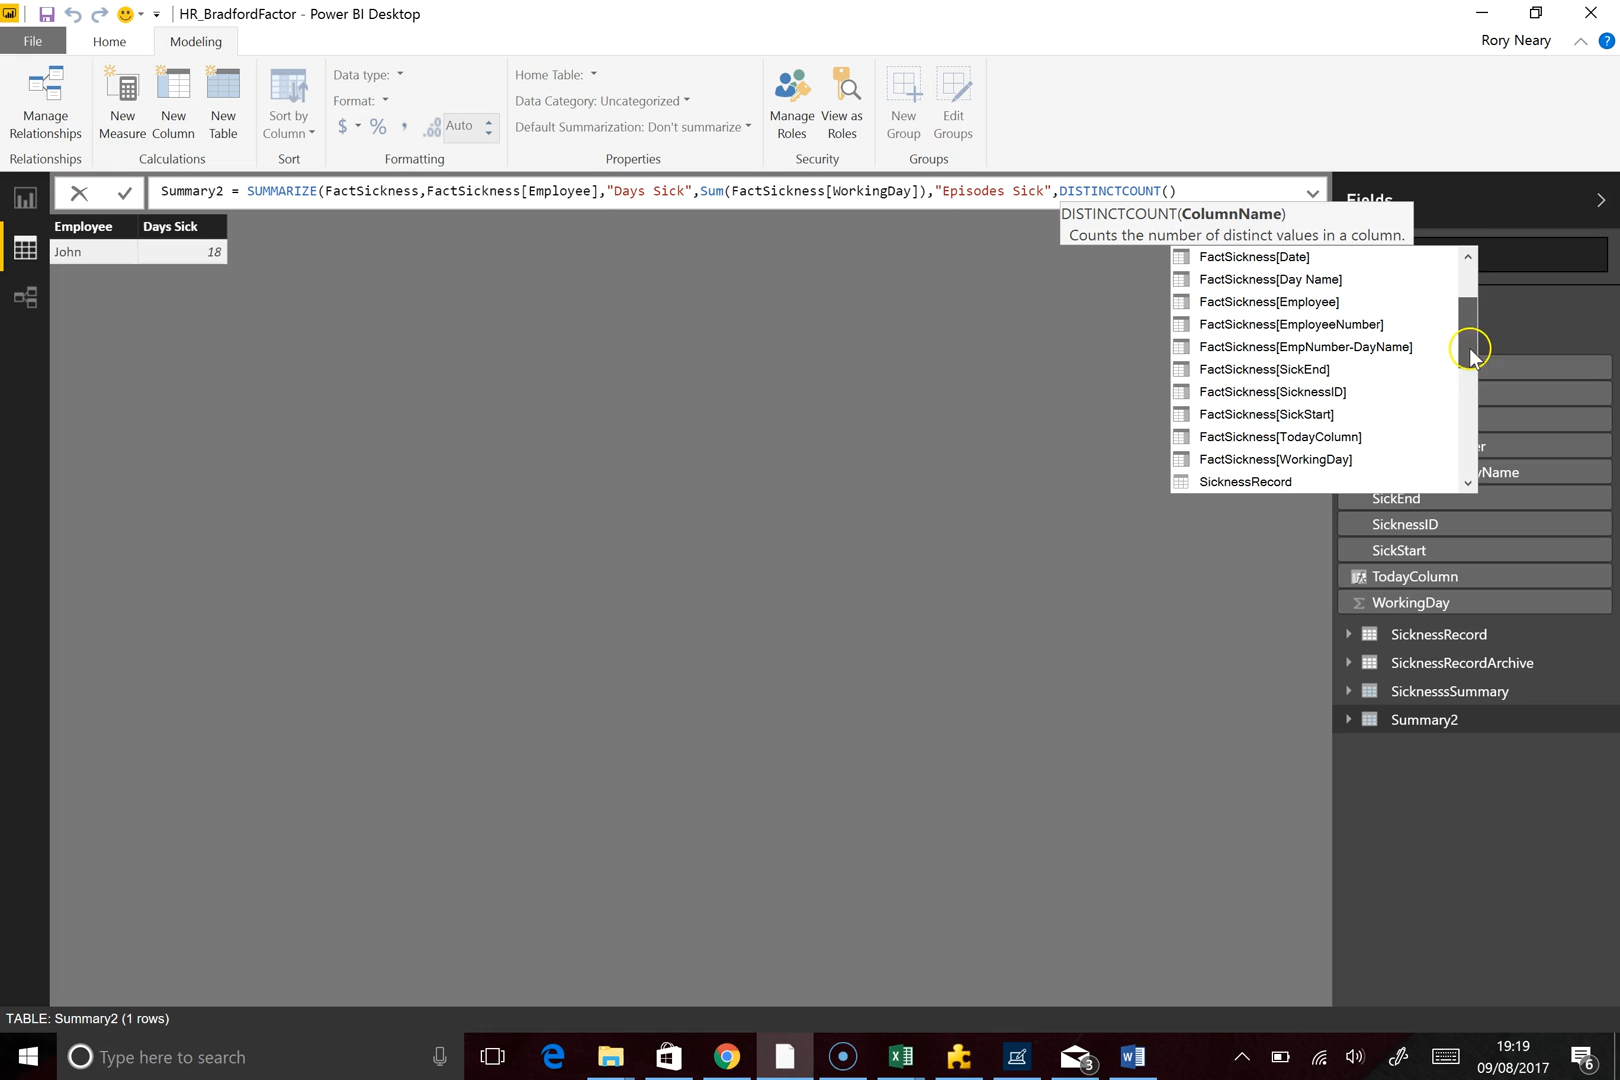 HR_BradfordFactor - Power BI Desktop
File
Home
Modeling
Rory Neary
Manage Relationships
New Measure
New Column
New Table
Sort by Column
Data type:
Format:
$ %
Auto
Home Table:
Data Category: Uncategorized
Default Summarization: Don't summarize
Manage Roles
View as Roles
New Group
Edit Groups
Relationships
Calculations
Sort
Formatting
Properties
Security
Groups
Summary2 = SUMMARIZE(FactSickness,FactSickness[Employee],"Days Sick",Sum(FactSickness[WorkingDay]),"Episodes Sick",DISTINCTCOUNT()
DISTINCTCOUNT(ColumnName)
Counts the number of distinct values in a column.
Fields
Employee Days Sick
John 18
FactSickness[Date]
FactSickness[Day Name]
FactSickness[Employee]
FactSickness[EmployeeNumber]
FactSickness[EmpNumber-DayName]
FactSickness[SickEnd]
FactSickness[SicknessID]
FactSickness[SickStart]
FactSickness[TodayColumn]
FactSickness[WorkingDay]
SicknessRecord
SickEnd
SicknessID
SickStart
TodayColumn
WorkingDay
SicknessRecord
SicknessRecordArchive
SicknesssSummary
Summary2
TABLE: Summary2 (1 rows)
Type here to search
3
19:19
09/08/2017
6